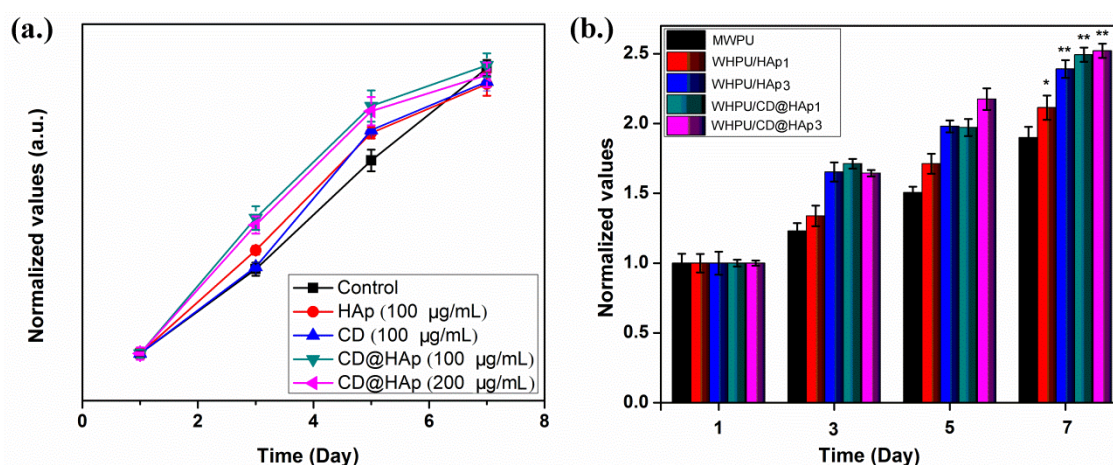 (a.)
Normalized values (a.u.)
Control
HAp (100 µg/mL)
CD (100 µg/mL)
CD@HAp (100 µg/mL)
CD@HAp (200 µg/mL)
0 2 4 6 8
Time (Day)
(b.)
Normalized values
2.5
2.0
1.5
1.0
0.5
0.0
MWPU
WHPU/HAp1
WHPU/HAp3
WHPU/CD@HAp1
WHPU/CD@HAp3
* ** ** **
1 3 5 7
Time (Day)